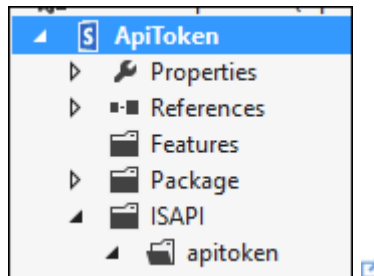 ApiToken
Properties
References
Features
Package
ISAPI
apitoken